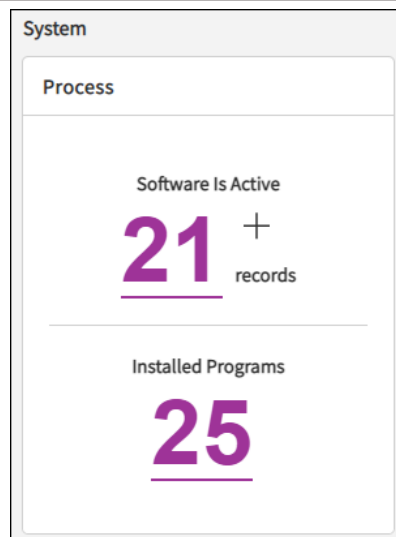 System
Process
Software Is Active
21 +
records
Installed Programs
25